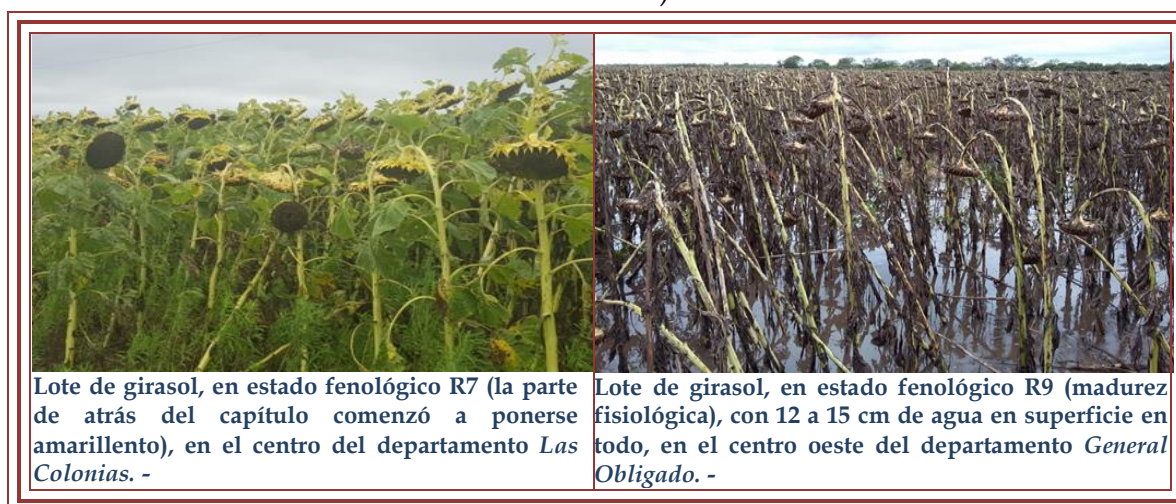 Lote de girasol, en estado fenológico R7 (la parte
de atrás del capítulo comenzó a ponerse
amarillento), en el centro del departamento Las
Colonias. -
Lote de girasol, en estado fenológico R9 (madurez
fisiológica), con 12 a 15 cm de agua en superficie en
todo, en el centro oeste del departamento General
Obligado. -